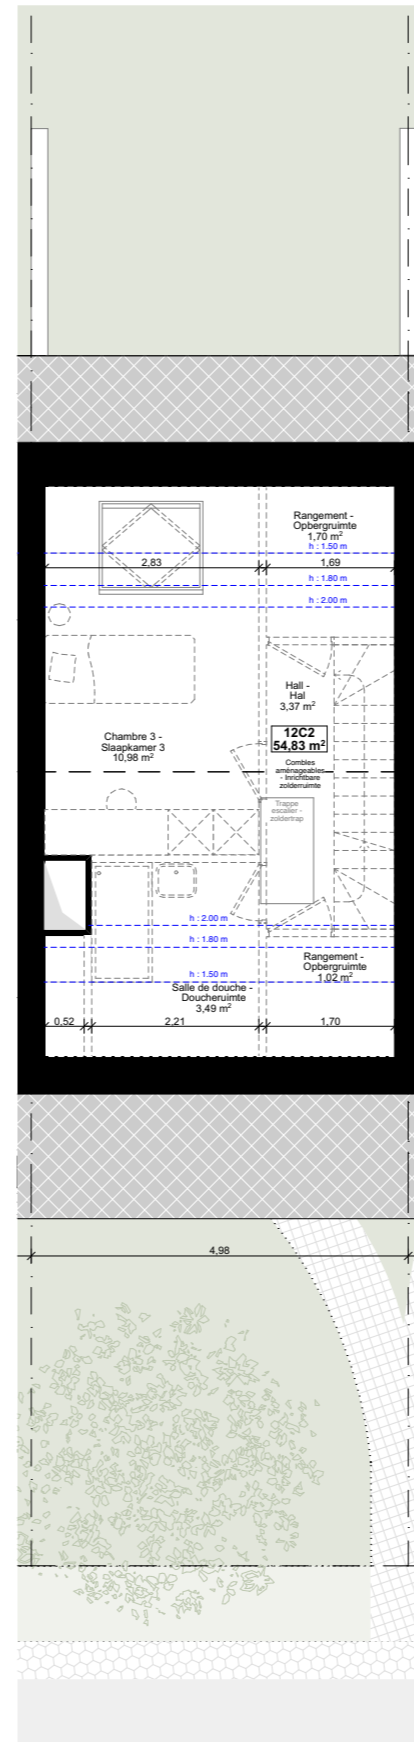 Rangement -
Opbergruimte
1,70 m²
h : 1.50 m
2,83
1,69
h : 1.80 m
h : 2.00 m
Hall -
Hal
3,37 m²
12C2
54,83 m²
Chambre 3 -
Slaapkamer 3
10,98 m²
Combles
aménageables
- Inrichtbare
zolderruimte
Trappe
escalier -
zoldertrap
h : 2.00 m
h : 1.80 m
h : 1.50 m
Rangement -
Opbergruimte
1,02 m²
Salle de douche -
Doucheruimte
3,49 m²
0,52
2,21
1,70
4,98